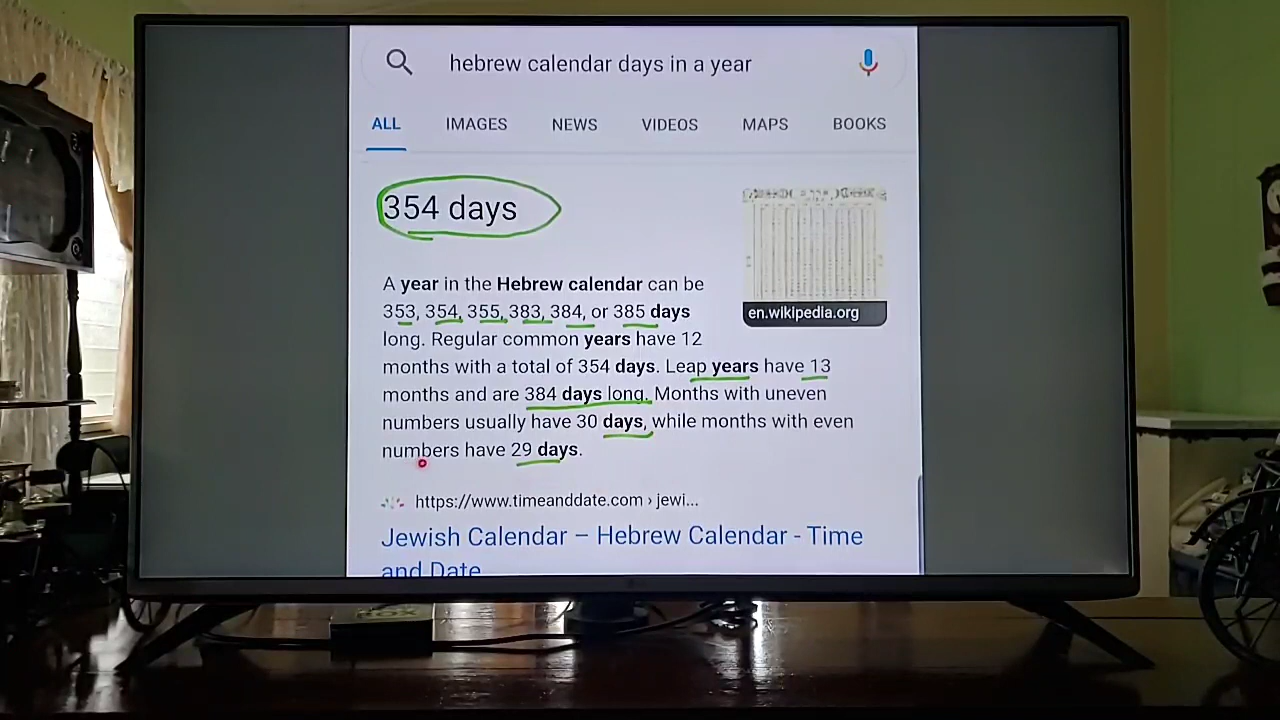 hebrew calendar days in a year
ALL IMAGES NEWS VIDEOS MAPS BOOKS
354 days
A year in the Hebrew calendar can be
353, 354, 355, 383, 384, or 385 days
long. Regular common years have 12
months with a total of 354 days. Leap years have 13
months and are 384 days long. Months with uneven
numbers usually have 30 days, while months with even
numbers have 29 days.
en.wikipedia.org
https://www.timeanddate.com › jewi...
Jewish Calendar – Hebrew Calendar - Time
and Date